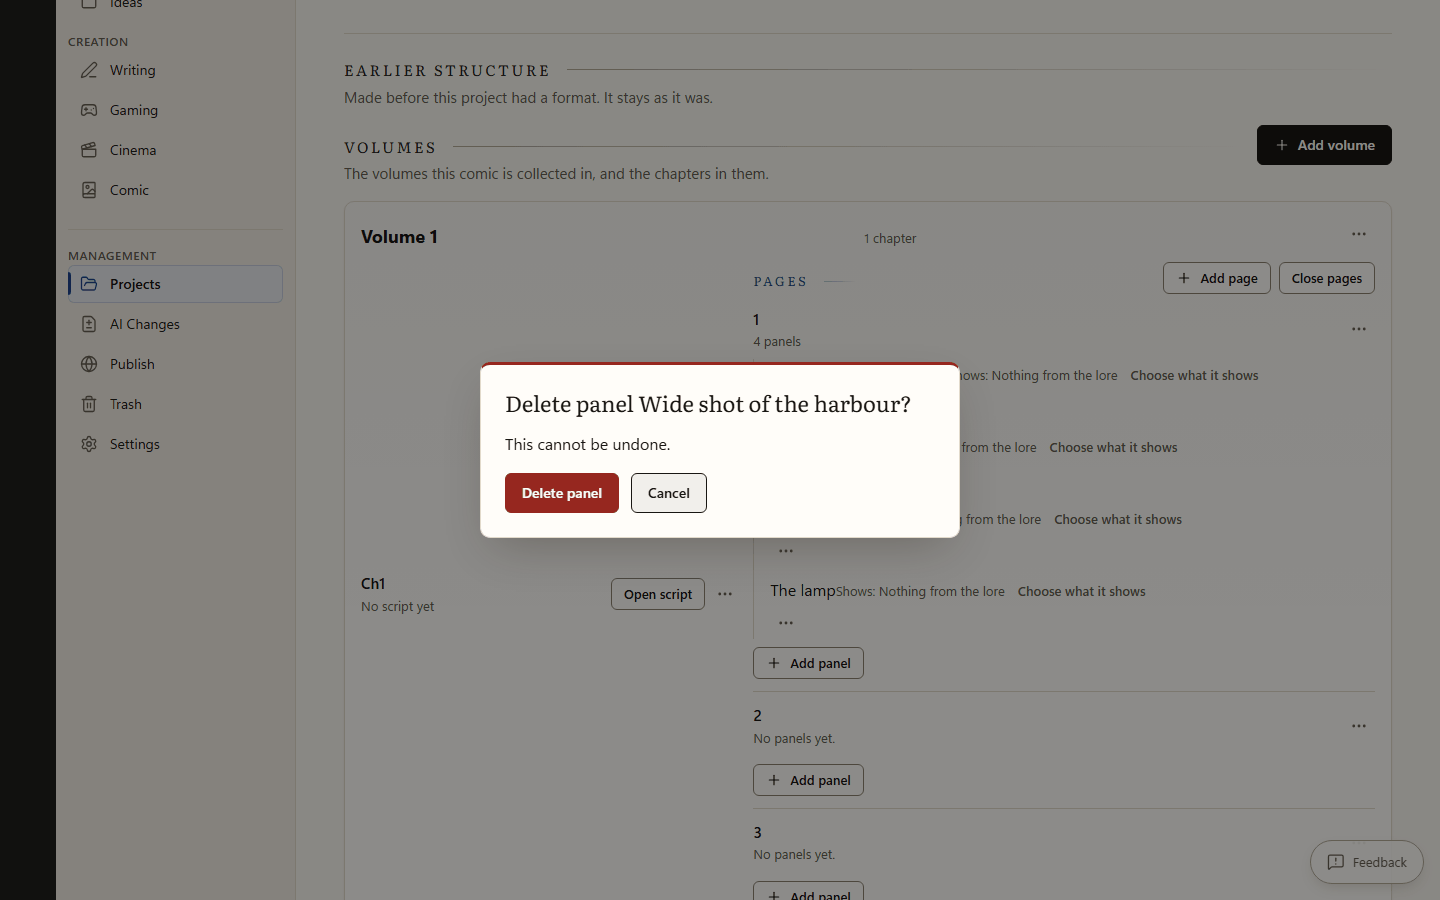 Ideas
CREATION
Writing
Gaming
Cinema
Comic
MANAGEMENT
Projects
AI Changes
Publish
Trash
Settings
EARLIER STRUCTURE
Made before this project had a format. It stays as it was.
VOLUMES
Add volume
The volumes this comic is collected in, and the chapters in them.
Volume 1
1 chapter
PAGES
Add page
Close pages
1
4 panels
Nothing from the lore Choose what it shows
from the lore Choose what it shows
from the lore Choose what it shows
Delete panel Wide shot of the harbour?
This cannot be undone.
Delete panel
Cancel
Ch1
No script yet
Open script
The lamp Shows: Nothing from the lore Choose what it shows
Add panel
2
No panels yet.
Add panel
3
No panels yet.
Add panel
Feedback